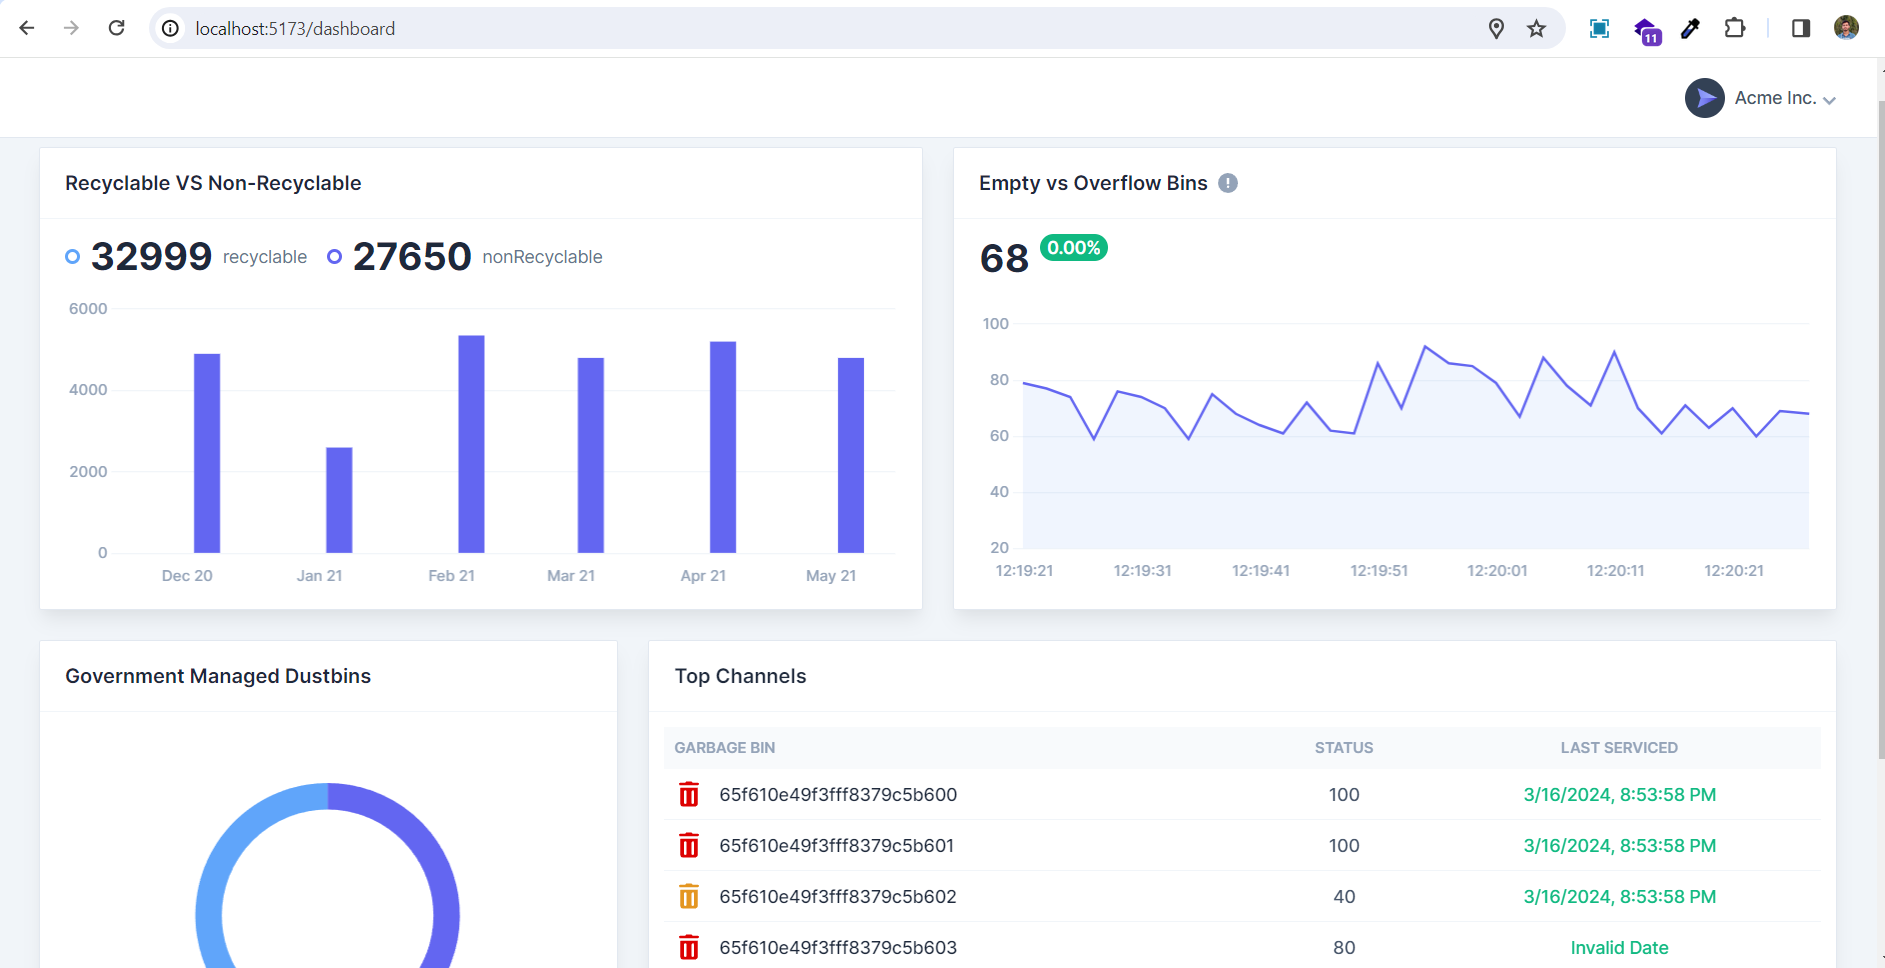 localhost:5173/dashboard
11
Acme Inc.
Recyclable VS Non-Recyclable
32999 recyclable 27650 nonRecyclable
6000
4000
2000
0
Dec 20 Jan 21 Feb 21 Mar 21 Apr 21 May 21
Empty vs Overflow Bins !
68 0.00%
100
80
60
40
20
12:19:21 12:19:31 12:19:41 12:19:51 12:20:01 12:20:11 12:20:21
Government Managed Dustbins
Top Channels
GARBAGE BIN STATUS LAST SERVICED
65f610e49f3fff8379c5b600 100 3/16/2024, 8:53:58 PM
65f610e49f3fff8379c5b601 100 3/16/2024, 8:53:58 PM
65f610e49f3fff8379c5b602 40 3/16/2024, 8:53:58 PM
65f610e49f3fff8379c5b603 80 Invalid Date